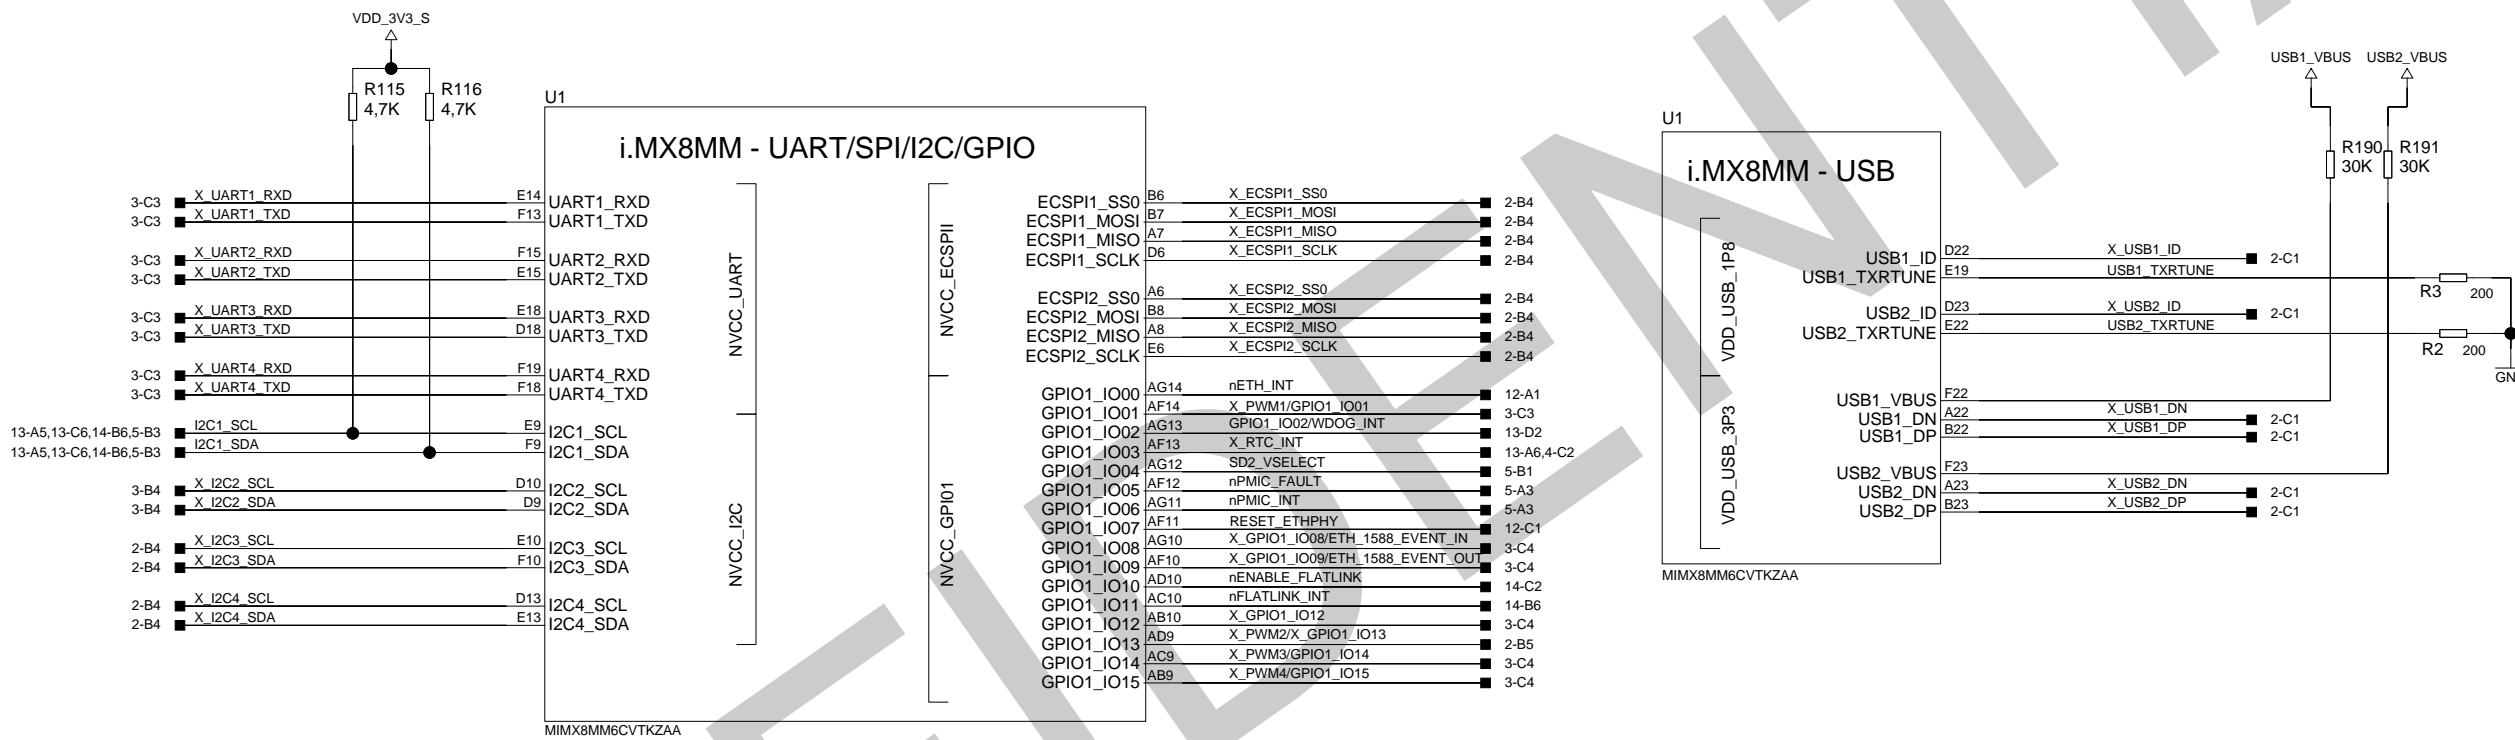 VDD_3V3_S
R115
4,7K
R116
4,7K
U1
i.MX8MM - UART/SPI/I2C/GPIO
NVCC_UART
NVCC_I2C
NVCC_ECSPII
NVCC_GPI01
3-C3 X_UART1_RXD E14 UART1_RXD
3-C3 X_UART1_TXD F13 UART1_TXD
3-C3 X_UART2_RXD F15 UART2_RXD
3-C3 X_UART2_TXD E15 UART2_TXD
3-C3 X_UART3_RXD E18 UART3_RXD
3-C3 X_UART3_TXD D18 UART3_TXD
3-C3 X_UART4_RXD F19 UART4_RXD
3-C3 X_UART4_TXD F18 UART4_TXD
13-A5,13-C6,14-B6,5-B3 I2C1_SCL E9 I2C1_SCL
13-A5,13-C6,14-B6,5-B3 I2C1_SDA F9 I2C1_SDA
3-B4 X_I2C2_SCL D10 I2C2_SCL
3-B4 X_I2C2_SDA D9 I2C2_SDA
2-B4 X_I2C3_SCL E10 I2C3_SCL
2-B4 X_I2C3_SDA F10 I2C3_SDA
2-B4 X_I2C4_SCL D13 I2C4_SCL
2-B4 X_I2C4_SDA E13 I2C4_SDA
ECSPI1_SS0 B6 X_ECSPI1_SS0 2-B4
ECSPI1_MOSI B7 X_ECSPI1_MOSI 2-B4
ECSPI1_MISO A7 X_ECSPI1_MISO 2-B4
ECSPI1_SCLK D6 X_ECSPI1_SCLK 2-B4
ECSPI2_SS0 A6 X_ECSPI2_SS0 2-B4
ECSPI2_MOSI B8 X_ECSPI2_MOSI 2-B4
ECSPI2_MISO A8 X_ECSPI2_MISO 2-B4
ECSPI2_SCLK E6 X_ECSPI2_SCLK 2-B4
GPIO1_IO00 AG14 nETH_INT 12-A1
GPIO1_IO01 AF14 X_PWM1/GPIO1_IO01 3-C3
GPIO1_IO02 AG13 GPIO1_IO02/WDOG_INT 13-D2
GPIO1_IO03 AF13 X_RTC_INT 13-A6,4-C2
GPIO1_IO04 AG12 SD2_VSELECT 5-B1
GPIO1_IO05 AF12 nPMIC_FAULT 5-A3
GPIO1_IO06 AG11 nPMIC_INT 5-A3
GPIO1_IO07 AF11 RESET_ETHPHY 12-C1
GPIO1_IO08 AG10 X_GPIO1_IO08/ETH_1588_EVENT_IN 3-C4
GPIO1_IO09 AF10 X_GPIO1_IO09/ETH_1588_EVENT_OUT 3-C4
GPIO1_IO10 AD10 nENABLE_FLATLINK 14-C2
GPIO1_IO11 AC10 nFLATLINK_INT 14-B6
GPIO1_IO12 AB10 X_GPIO1_IO12 3-C4
GPIO1_IO13 AD9 X_PWM2/X_GPIO1_IO13 2-B5
GPIO1_IO14 AC9 X_PWM3/GPIO1_IO14 3-C4
GPIO1_IO15 AB9 X_PWM4/GPIO1_IO15 3-C4
MIMX8MM6CVTKZAA
USB1_VBUS
USB2_VBUS
R190
30K
R191
30K
U1
i.MX8MM - USB
VDD_USB_1P8
VDD_USB_3P3
USB1_ID D22 X_USB1_ID 2-C1
USB1_TXRTUNE E19 USB1_TXRTUNE
R3 200
USB2_ID D23 X_USB2_ID 2-C1
USB2_TXRTUNE E22 USB2_TXRTUNE
R2 200
GN
USB1_VBUS F22
USB1_DN A22 X_USB1_DN 2-C1
USB1_DP B22 X_USB1_DP 2-C1
USB2_VBUS F23
USB2_DN A23 X_USB2_DN 2-C1
USB2_DP B23 X_USB2_DP 2-C1
MIMX8MM6CVTKZAA